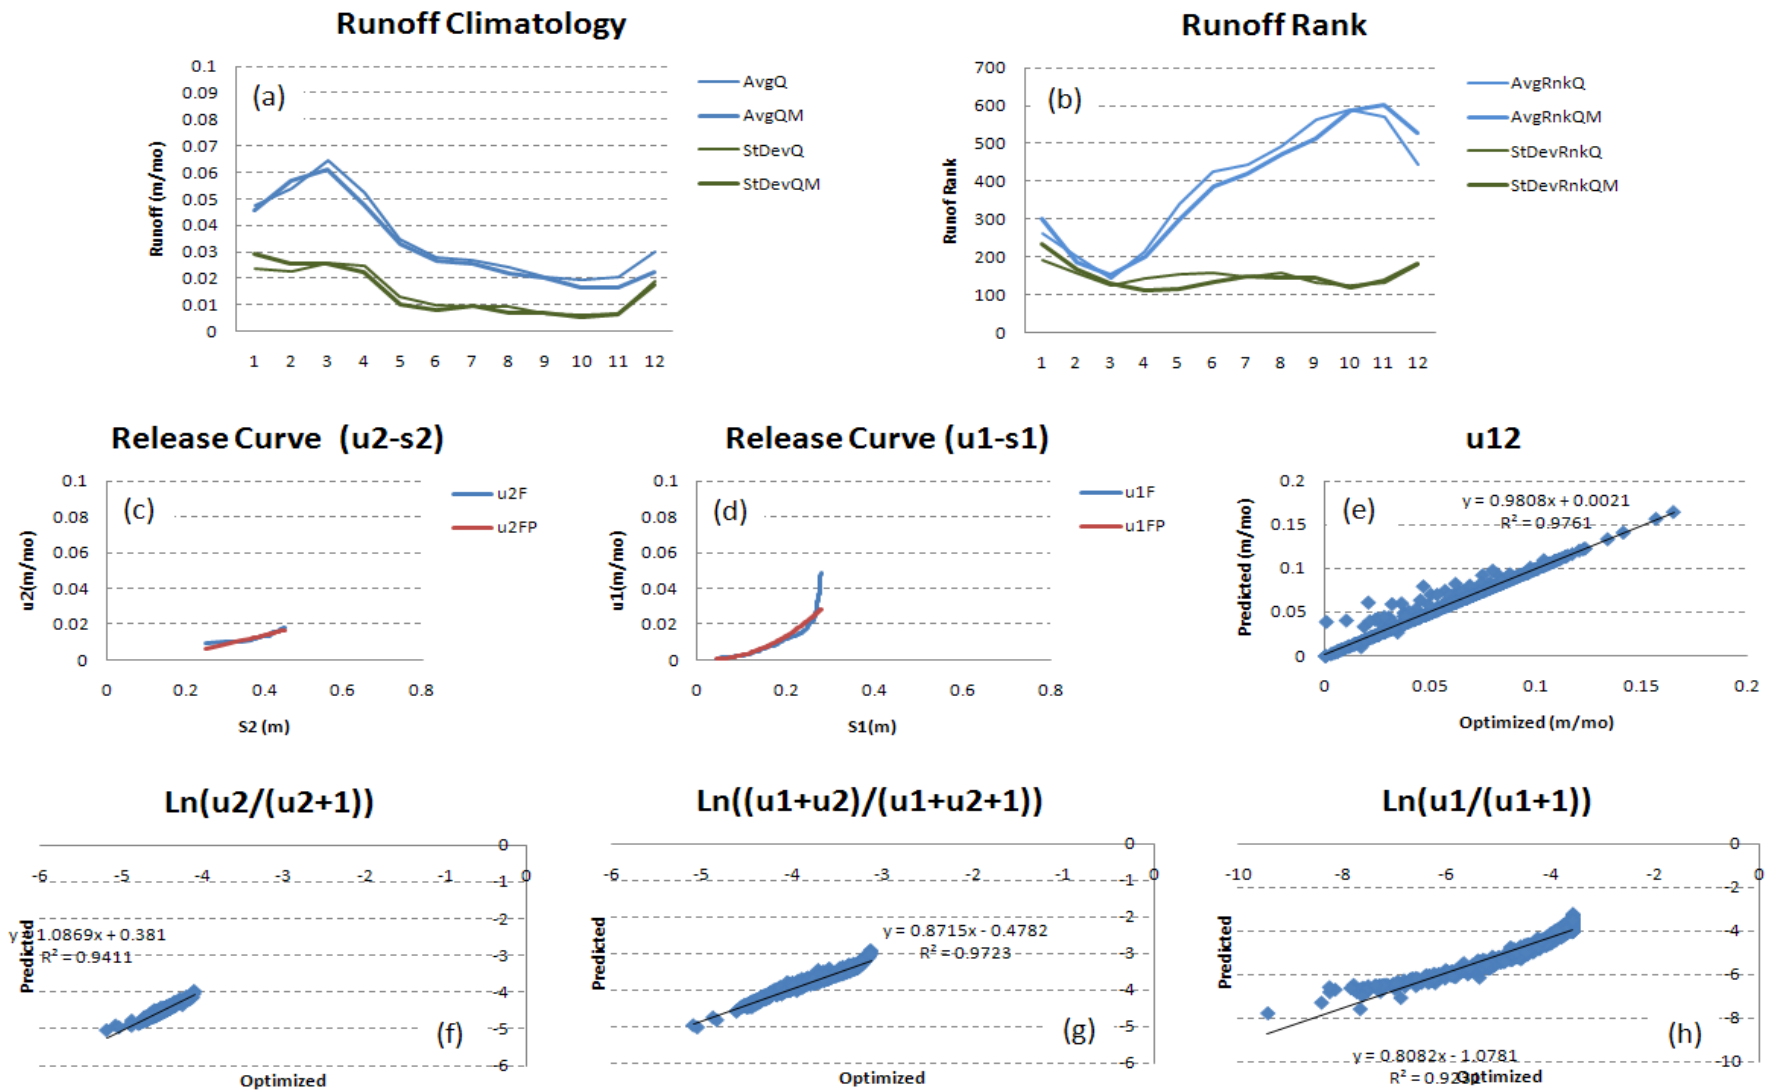 Runoff Climatology
(a)
Runoff (m/mo)
0.1
0.09
0.08
0.07
0.06
0.05
0.04
0.03
0.02
0.01
0
1 2 3 4 5 6 7 8 9 10 11 12
AvgQ
AvgQM
StDevQ
StDevQM
Runoff Rank
(b)
Runof Rank
700
600
500
400
300
200
100
0
1 2 3 4 5 6 7 8 9 10 11 12
AvgRnkQ
AvgRnkQM
StDevRnkQ
StDevRnkQM
Release Curve (u2-s2)
(c)
u2(m/mo)
0.1
0.08
0.06
0.04
0.02
0
0 0.2 0.4 0.6 0.8
S2 (m)
u2F
u2FP
Release Curve (u1-s1)
(d)
u1(m/mo)
0.1
0.08
0.06
0.04
0.02
0
0 0.2 0.4 0.6 0.8
S1(m)
u1F
u1FP
u12
(e)
Predicted (m/mo)
0.2
0.15
0.1
0.05
0
y = 0.9808x + 0.0021
R² = 0.9761
0 0.05 0.1 0.15 0.2
Optimized (m/mo)
Ln(u2/(u2+1))
-6 -5 -4 -3 -2 -1 0
0
-1
-2
-3
-4
-5
-6
Predicted
y = 1.0869x + 0.381
R² = 0.9411
(f)
Optimized
Ln((u1+u2)/(u1+u2+1))
-6 -5 -4 -3 -2 -1 0
0
-1
-2
-3
-4
-5
-6
Predicted
y = 0.8715x - 0.4782
R² = 0.9723
(g)
Optimized
Ln(u1/(u1+1))
-10 -8 -6 -4 -2 0
0
-2
-4
-6
-8
-10
Predicted
(h)
y = 0.8082x - 1.0781
R² =
Optimized